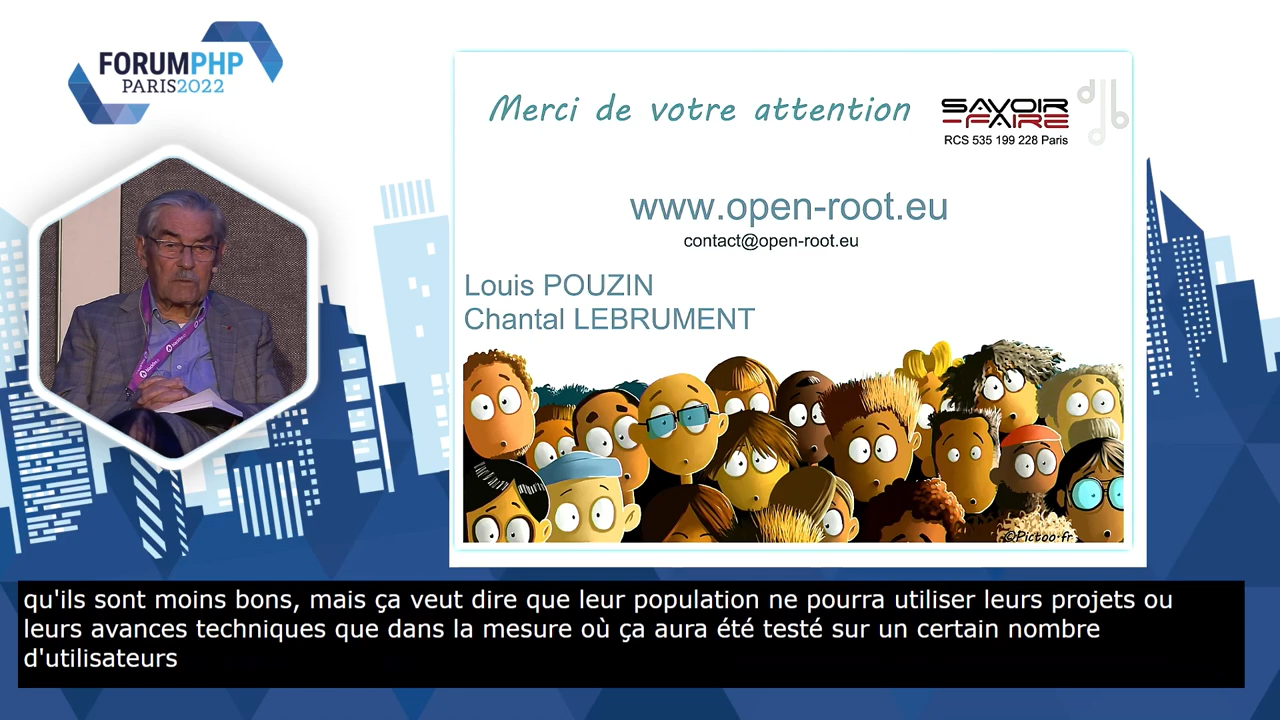 FORUMPHP
PARIS2022
Merci de votre attention
SAVOIR
-FAIRE
RCS 535 199 228 Paris
www.open-root.eu
contact@open-root.eu
Louis POUZIN
Chantal LEBRUMENT
©Pictoo.fr
qu'ils sont moins bons, mais ça veut dire que leur population ne pourra utiliser leurs projets ou
leurs avances techniques que dans la mesure où ça aura été testé sur un certain nombre
d'utilisateurs